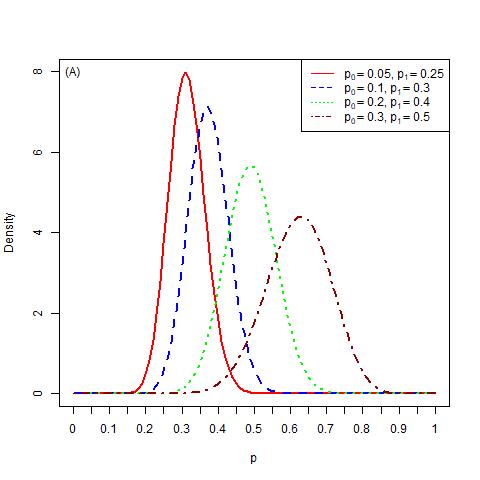 (A)
p₀ = 0.05, p₁ = 0.25
p₀ = 0.1, p₁ = 0.3
p₀ = 0.2, p₁ = 0.4
p₀ = 0.3, p₁ = 0.5
8
6
4
2
0
Density
0 0.1 0.2 0.3 0.4 0.5 0.6 0.7 0.8 0.9 1
p